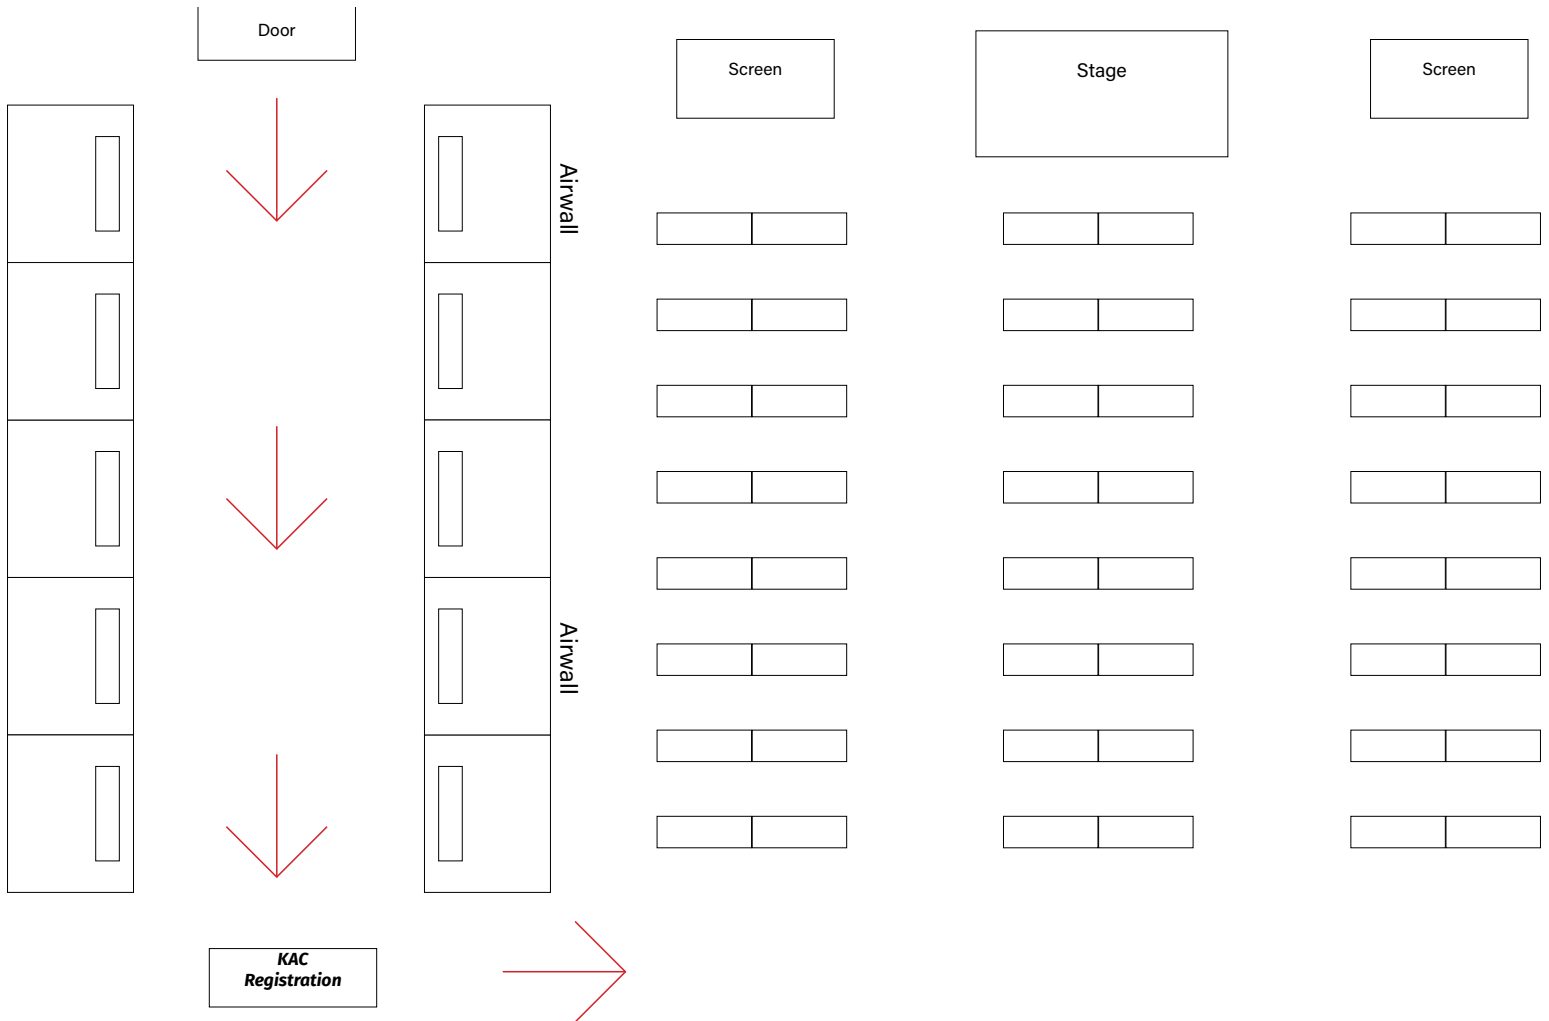 Door
Screen
Stage
Screen
Airwall
Airwall
KAC
Registration